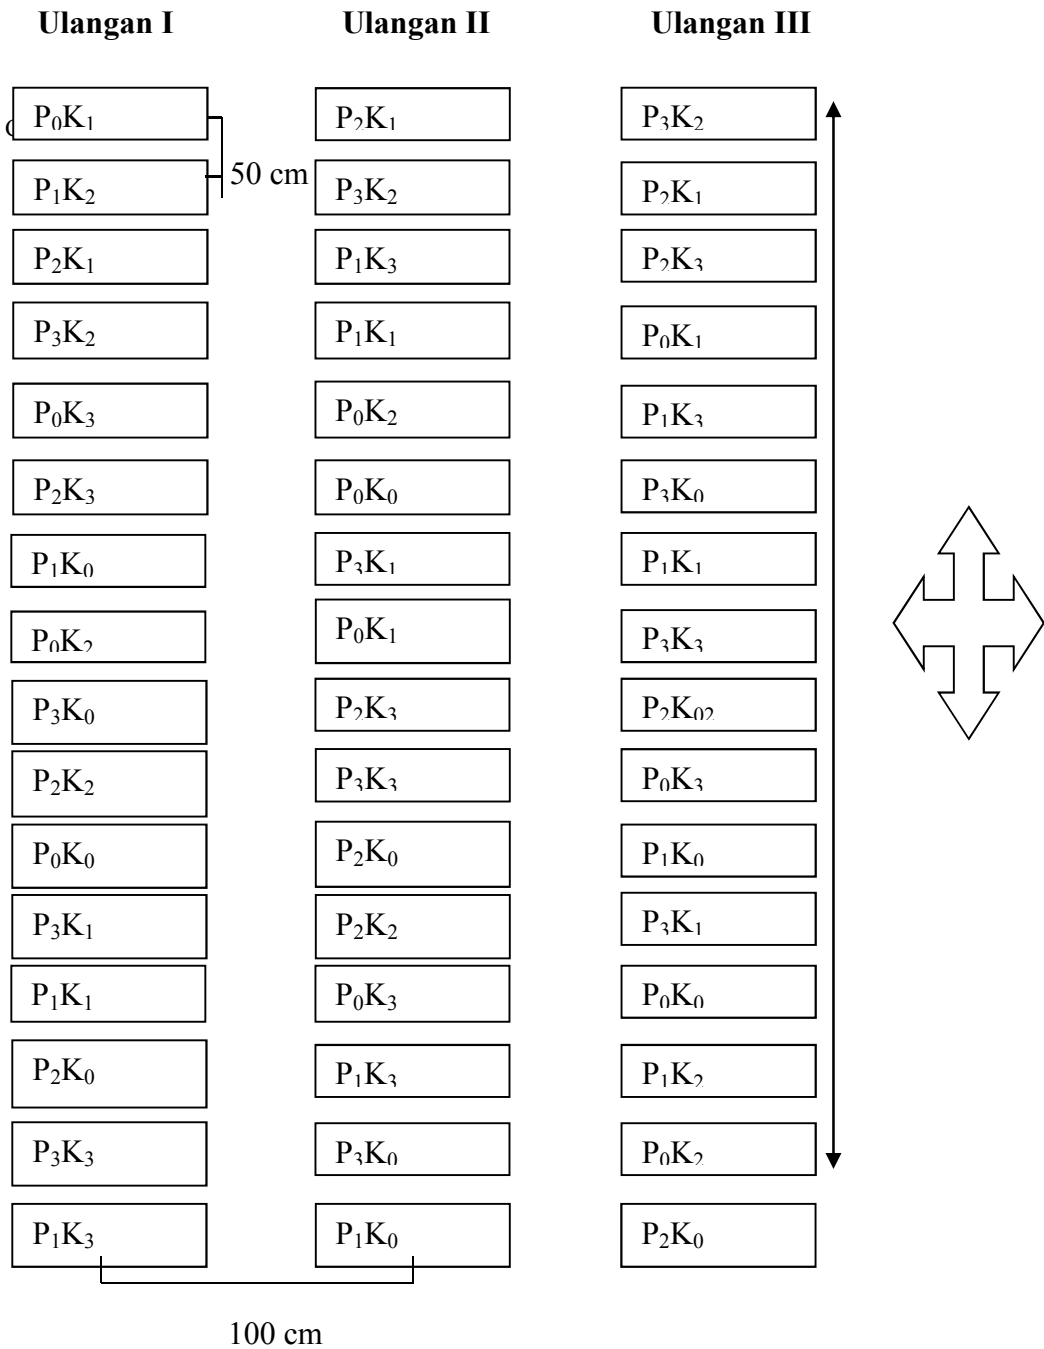 Ulangan I Ulangan II Ulangan III
P₀K₁ P₂K₁ P₃K₂
50 cm
P₁K₂ P₃K₂ P₂K₁
P₂K₁ P₁K₃ P₂K₃
P₃K₂ P₁K₁ P₀K₁
P₀K₃ P₀K₂ P₁K₃
P₂K₃ P₀K₀ P₃K₀
P₁K₀ P₃K₁ P₁K₁
P₀K₂ P₀K₁ P₃K₃
P₃K₀ P₂K₃ P₂K₀₂
P₂K₂ P₃K₃ P₀K₃
P₀K₀ P₂K₀ P₁K₀
P₃K₁ P₂K₂ P₃K₁
P₁K₁ P₀K₃ P₀K₀
P₂K₀ P₁K₃ P₁K₂
P₃K₃ P₃K₀ P₀K₂
P₁K₃ P₁K₀ P₂K₀
100 cm